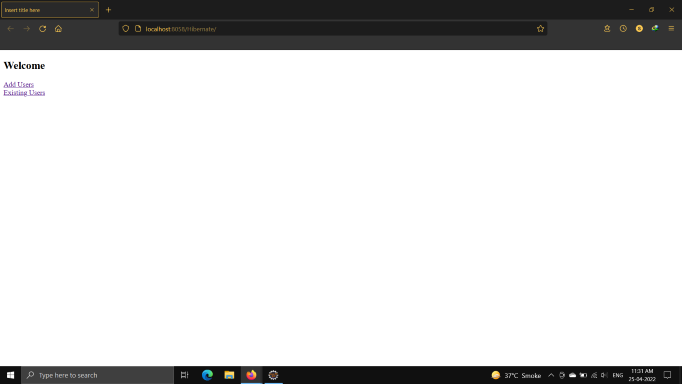 Insert title here
localhost:8058/Hibernate/
Welcome
Add Users
Existing Users
Type here to search
37°C Smoke
ENG
11:31 AM
25-04-2022